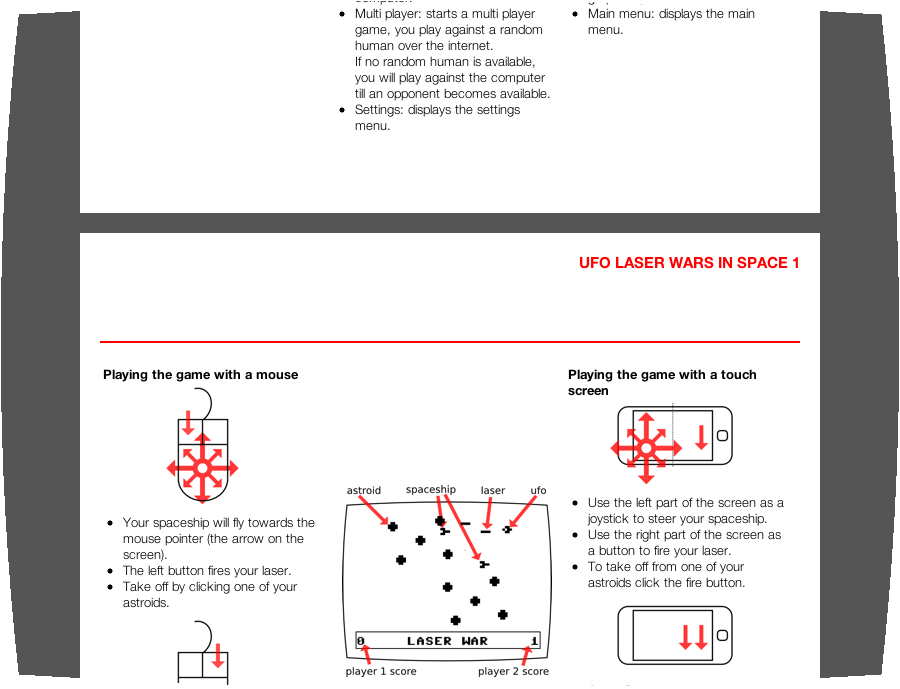 Multi player: starts a multi player
game, you play against a random
human over the internet.
If no random human is available,
you will play against the computer
till an opponent becomes available.
Settings: displays the settings
menu.
Main menu: displays the main
menu.
UFO LASER WARS IN SPACE 1
Playing the game with a mouse
Your spaceship will fly towards the
mouse pointer (the arrow on the
screen).
The left button fires your laser.
Take off by clicking one of your
astroids.
astroid spaceship laser ufo
0 LASER WAR 1
player 1 score player 2 score
Playing the game with a touch
screen
Use the left part of the screen as a
joystick to steer your spaceship.
Use the right part of the screen as
a button to fire your laser.
To take off from one of your
astroids click the fire button.